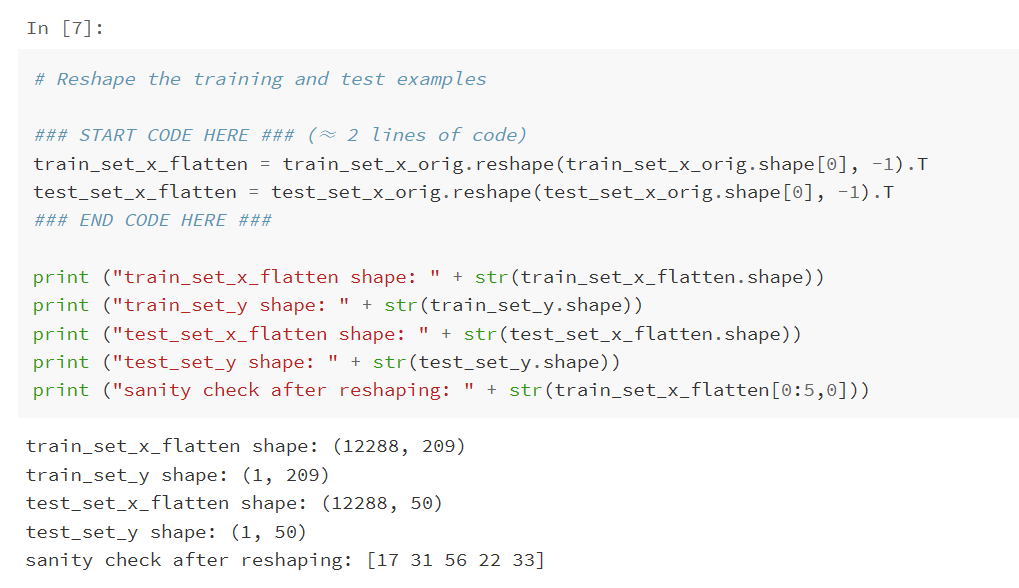 In [7]:
# Reshape the training and test examples
### START CODE HERE ### (≈ 2 lines of code)
train_set_x_flatten = train_set_x_orig.reshape(train_set_x_orig.shape[0], -1).T
test_set_x_flatten = test_set_x_orig.reshape(test_set_x_orig.shape[0], -1).T
### END CODE HERE ###
print ("train_set_x_flatten shape: " + str(train_set_x_flatten.shape))
print ("train_set_y shape: " + str(train_set_y.shape))
print ("test_set_x_flatten shape: " + str(test_set_x_flatten.shape))
print ("test_set_y shape: " + str(test_set_y.shape))
print ("sanity check after reshaping: " + str(train_set_x_flatten[0:5,0]))
train_set_x_flatten shape: (12288, 209)
train_set_y shape: (1, 209)
test_set_x_flatten shape: (12288, 50)
test_set_y shape: (1, 50)
sanity check after reshaping: [17 31 56 22 33]